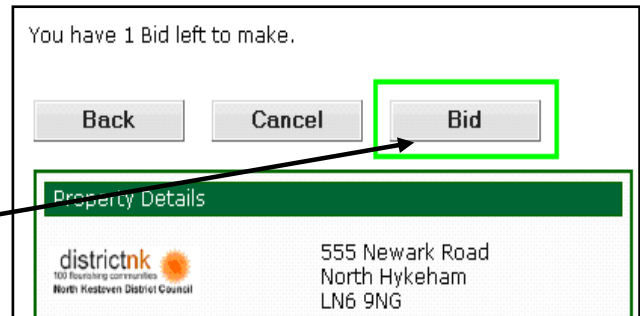 You have 1 Bid left to make.
Back Cancel Bid
Property Details
districtnk
100 flourishing communities
North Kesteven District Council
555 Newark Road
North Hykeham
LN6 9NG